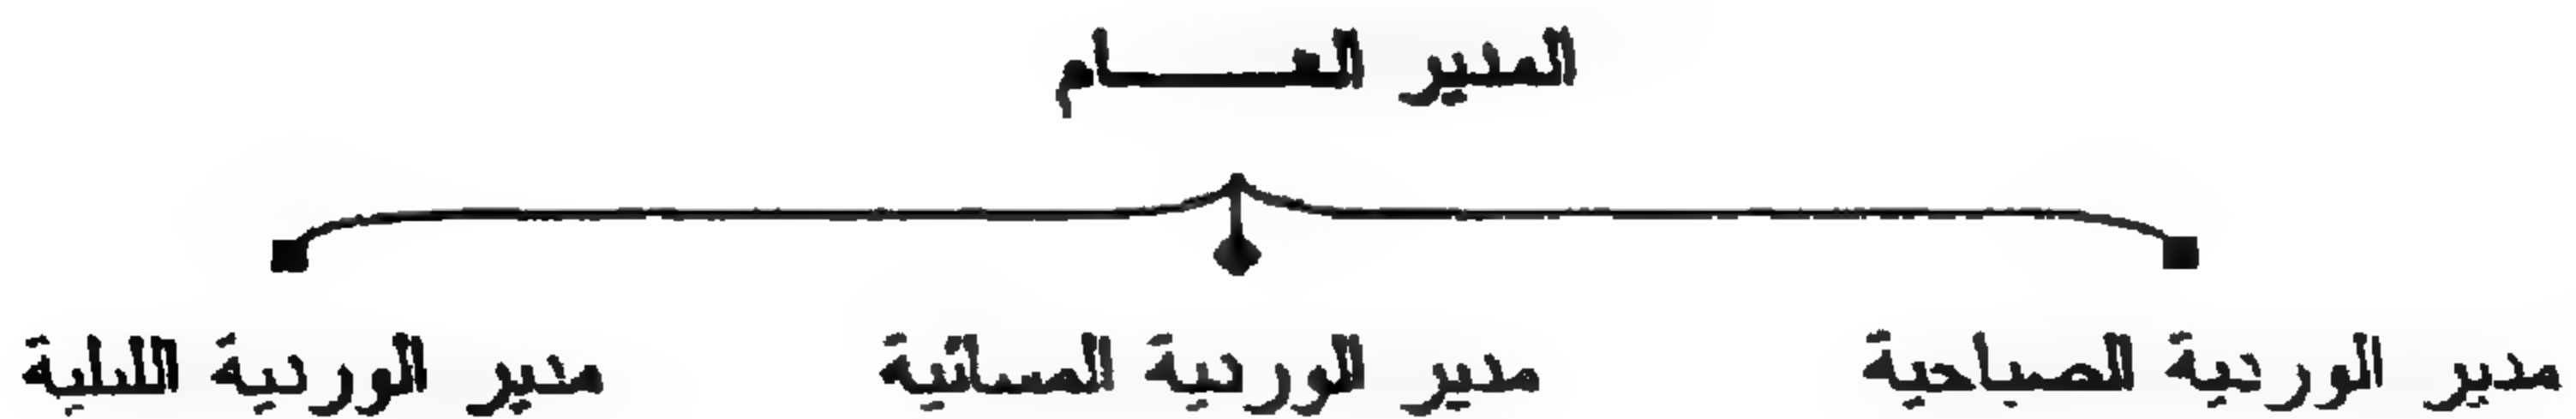 المدير العـــــام
مدير الوردية الصباحية مدير الوردية المسائية مدير الوردية الليلية